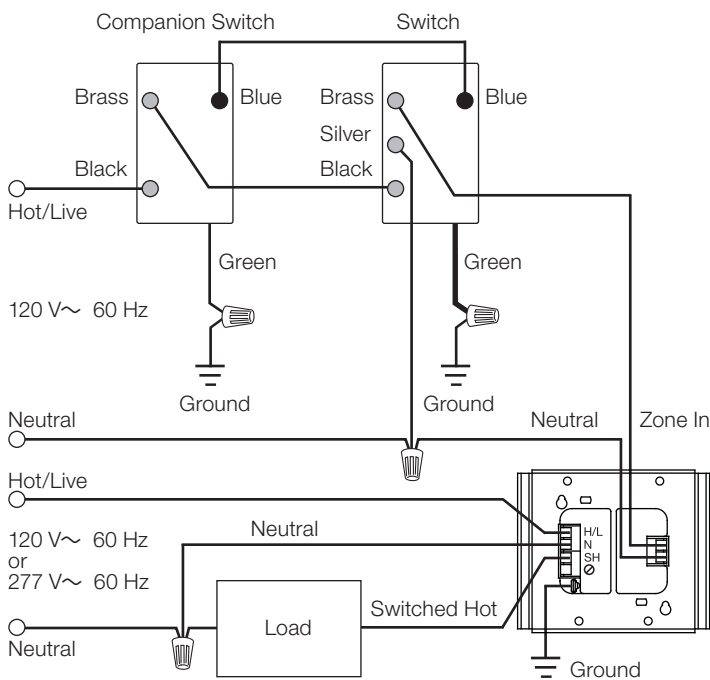 Companion Switch
Switch
Brass
Blue
Brass
Blue
Silver
Black
Black
Hot/Live
Green
Green
120 V～ 60 Hz
Ground
Ground
Neutral
Neutral
Zone In
Hot/Live
Neutral
H/L
N
SH
120 V～ 60 Hz
or
277 V～ 60 Hz
Load
Switched Hot
Neutral
Ground